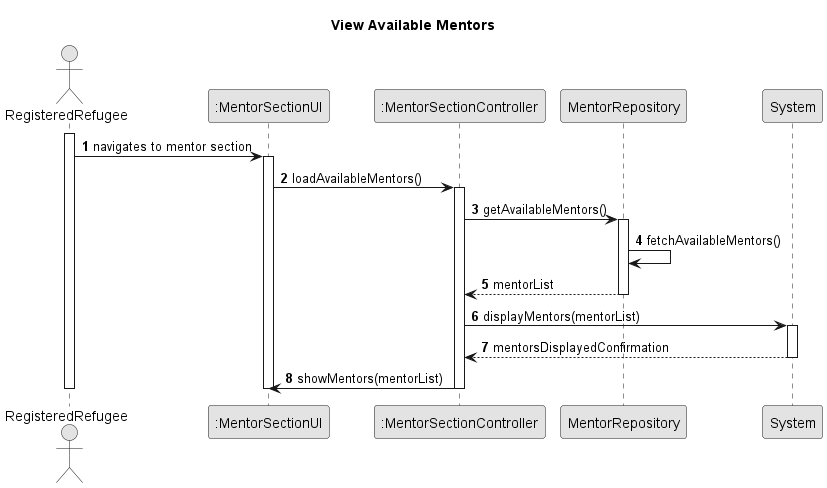 View Available Mentors
RegisteredRefugee
:MentorSectionUI
:MentorSectionController
MentorRepository
System
1 navigates to mentor section
2 loadAvailableMentors()
3 getAvailableMentors()
4 fetchAvailableMentors()
5 mentorList
6 displayMentors(mentorList)
7 mentorsDisplayedConfirmation
8 showMentors(mentorList)
RegisteredRefugee
:MentorSectionUI
:MentorSectionController
MentorRepository
System